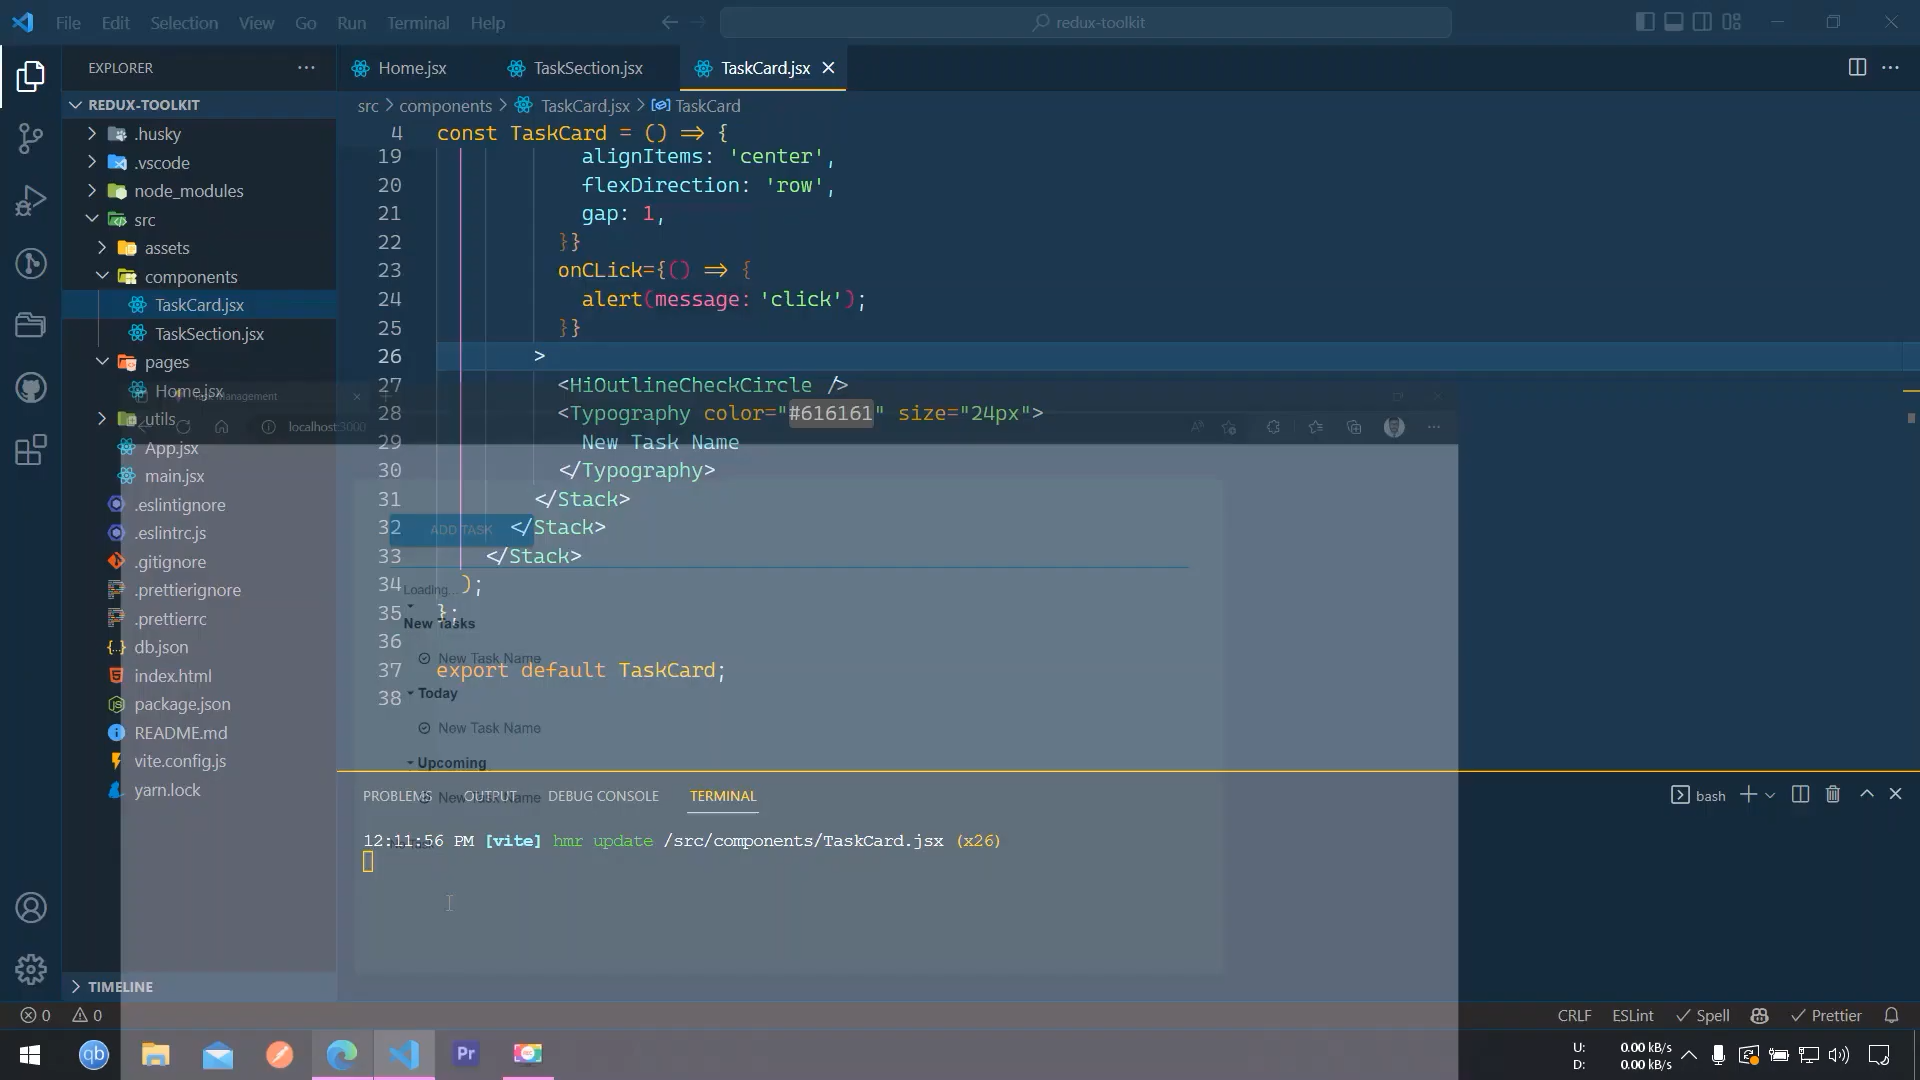 File Edit Selection View Go Run Terminal Help
redux-toolkit
EXPLORER
Home.jsx
TaskSection.jsx
TaskCard.jsx
REDUX-TOOLKIT
.husky
.vscode
node_modules
src
assets
components
TaskCard.jsx
TaskSection.jsx
pages
Home.jsx
utils
App.jsx
main.jsx
.eslintignore
.eslintrc.js
.gitignore
.prettierignore
.prettierrc
db.json
index.html
package.json
README.md
vite.config.js
yarn.lock
TIMELINE
src > components > TaskCard.jsx > TaskCard
4 const TaskCard = () => {
19 alignItems: 'center',
20 flexDirection: 'row',
21 gap: 1,
22 }}
23 onCLick={() => {
24 alert(message: 'click');
25 }}
26 >
27 <HiOutlineCheckCircle />
28 <Typography color="#616161" size="24px">
29 New Task Name
30 </Typography>
31 </Stack>
32 </Stack>
33 </Stack>
34 );
35 };
36
37 export default TaskCard;
38
Management
localhost:3000
ADD TASK
Loading...
New Tasks
New Task Name
Today
New Task Name
Upcoming
New Task Name
PROBLEMS OUTPUT DEBUG CONSOLE TERMINAL
bash
12:11:56 PM [vite] hmr update /src/components/TaskCard.jsx (x26)
0 0
CRLF ESLint Spell Prettier
qb
Pr
U: 0.00 kB/s
D: 0.00 kB/s